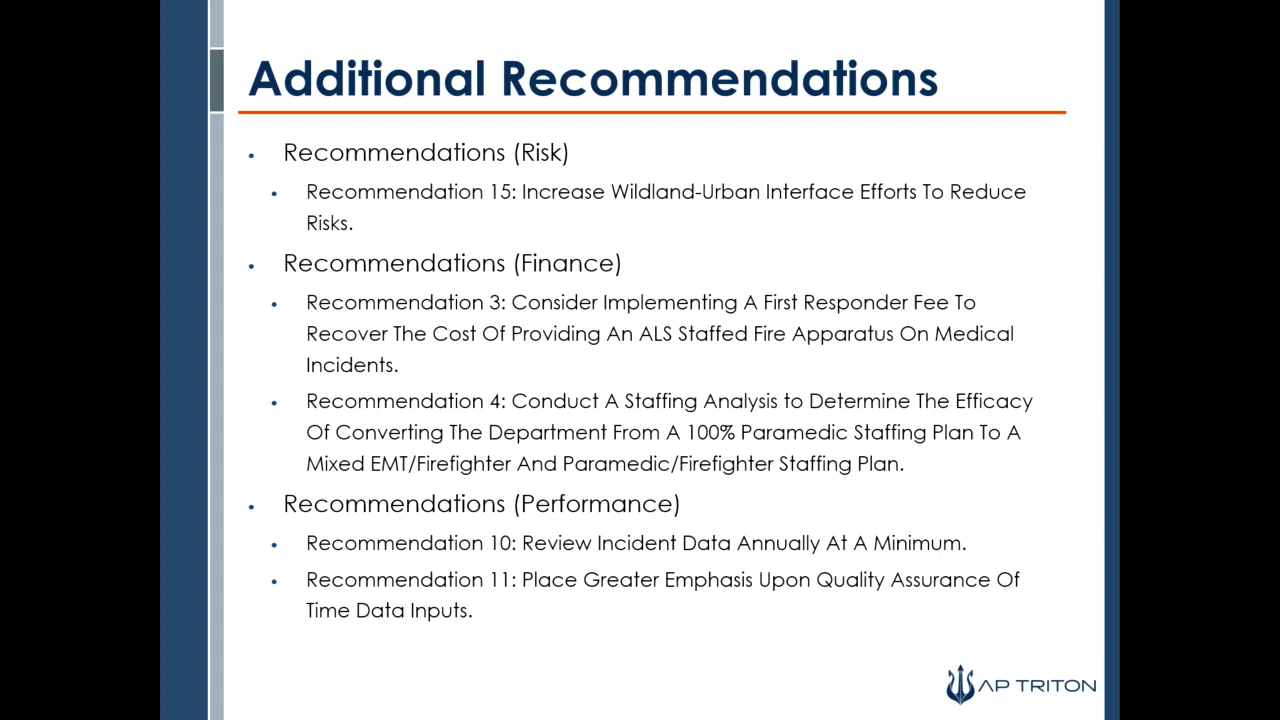 Additional Recommendations
• Recommendations (Risk)
• Recommendation 15: Increase Wildland-Urban Interface Efforts To Reduce
Risks.
• Recommendations (Finance)
• Recommendation 3: Consider Implementing A First Responder Fee To
Recover The Cost Of Providing An ALS Staffed Fire Apparatus On Medical
Incidents.
• Recommendation 4: Conduct A Staffing Analysis to Determine The Efficacy
Of Converting The Department From A 100% Paramedic Staffing Plan To A
Mixed EMT/Firefighter And Paramedic/Firefighter Staffing Plan.
• Recommendations (Performance)
• Recommendation 10: Review Incident Data Annually At A Minimum.
• Recommendation 11: Place Greater Emphasis Upon Quality Assurance Of
Time Data Inputs.
AP TRITON